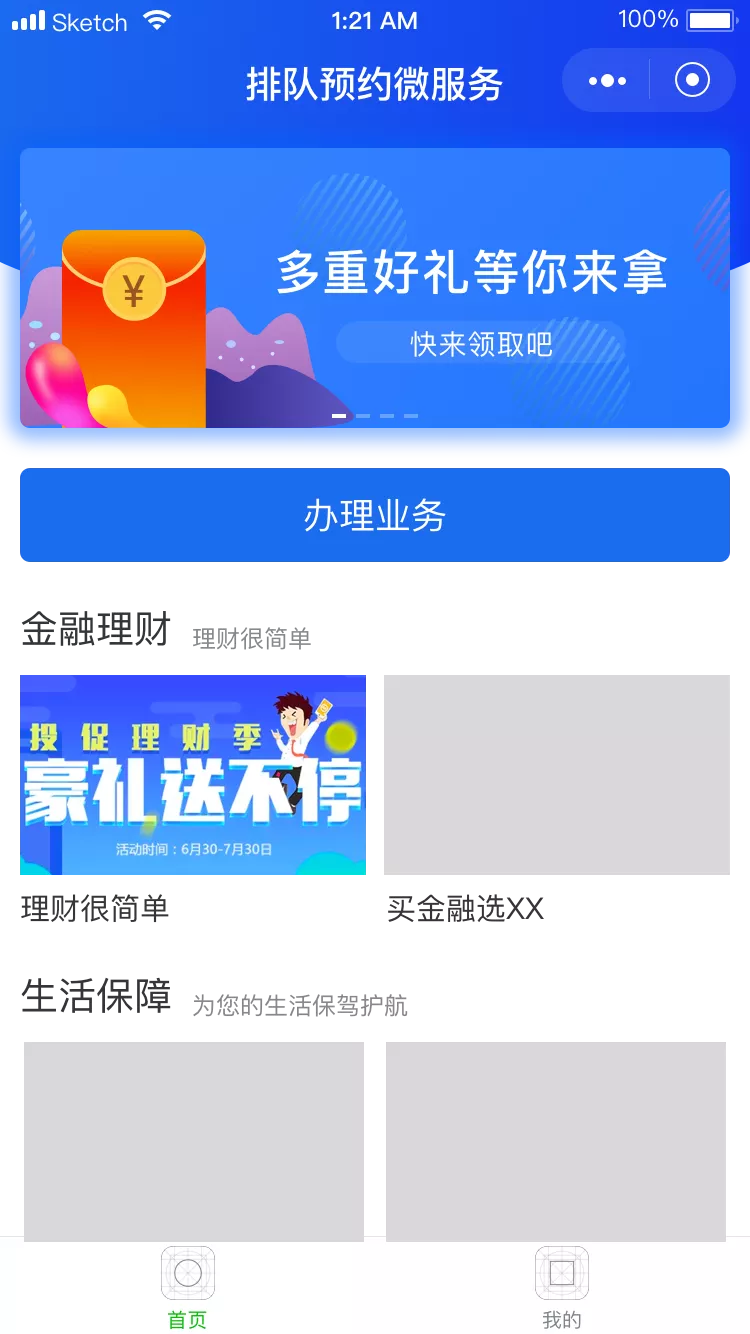 Sketch 1:21 AM 100%
排队预约微服务
多重好礼等你来拿
¥
快来领取吧
办理业务
金融理财 理财很简单
投促理财季
豪礼送不停
活动时间：6月30-7月30日
理财很简单 买金融选XX
生活保障 为您的生活保驾护航
首页 我的